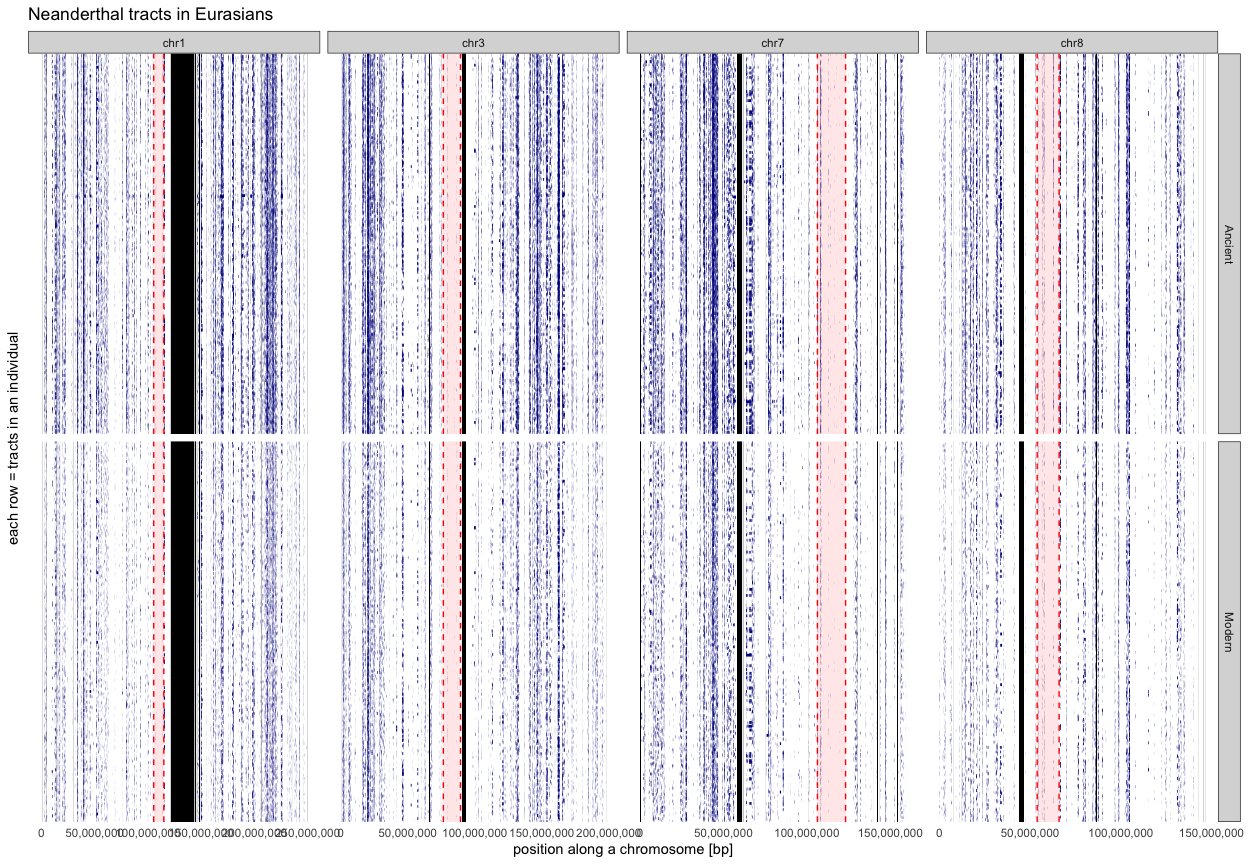 Neanderthal tracts in Eurasians
chr1 chr3 chr7 chr8
Ancient
Modern
each row = tracts in an individual
0 50,000,000 100,000,000 150,000,000 200,000,000 250,000,000 0 50,000,000 100,000,000 150,000,000 200,000,000 0 50,000,000 100,000,000 150,000,000 0 50,000,000 100,000,000 150,000,000
position along a chromosome [bp]